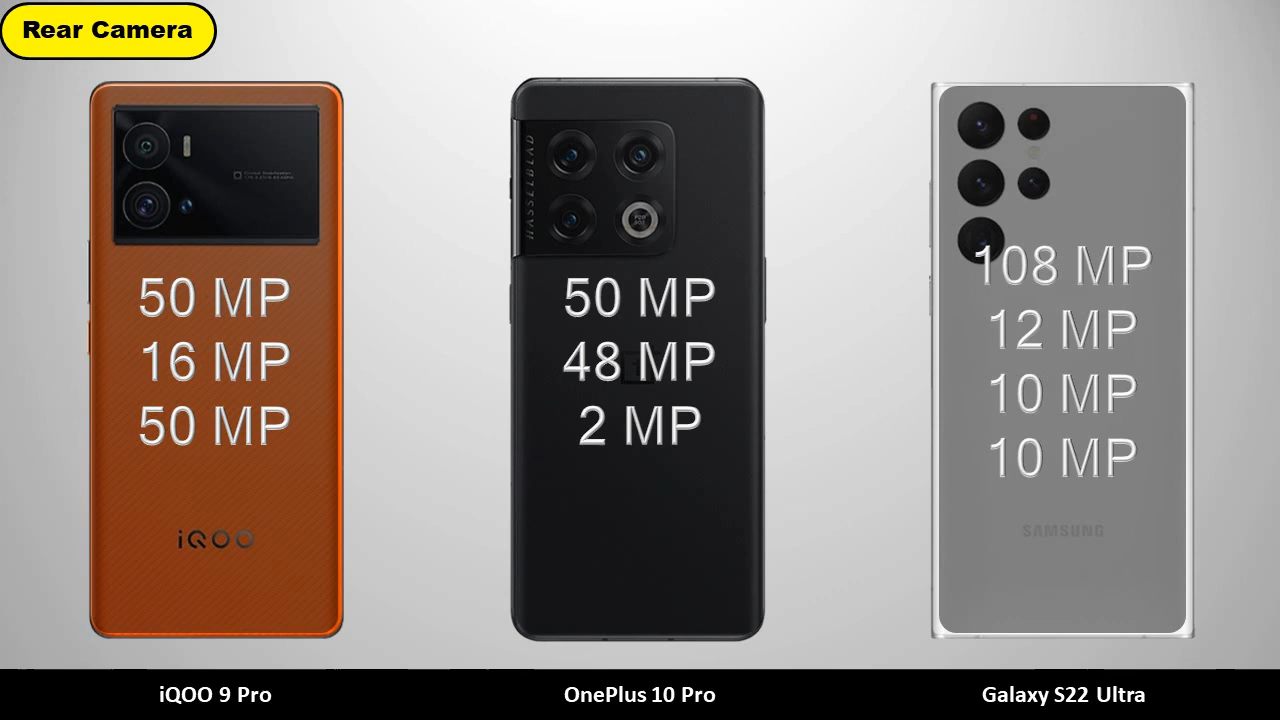 Rear Camera
HASSELBLAD
50 MP
16 MP
50 MP
iQOO
50 MP
48 MP
2 MP
108 MP
12 MP
10 MP
10 MP
SAMSUNG
iQOO 9 Pro
OnePlus 10 Pro
Galaxy S22 Ultra